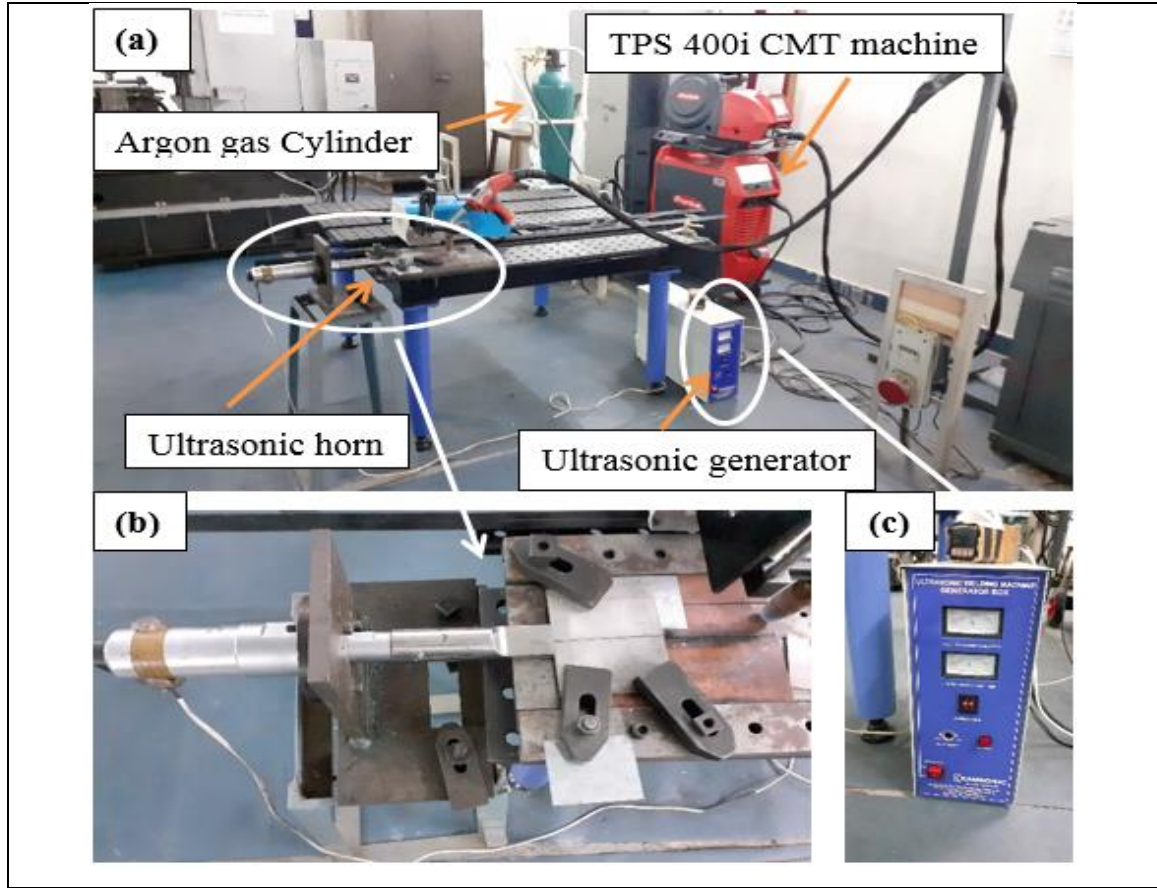 (a)
TPS 400i CMT machine
Argon gas Cylinder
Ultrasonic horn
Ultrasonic generator
(b)
(c)
ULTRASONIC WELDING MACHINE
GENERATOR BOX